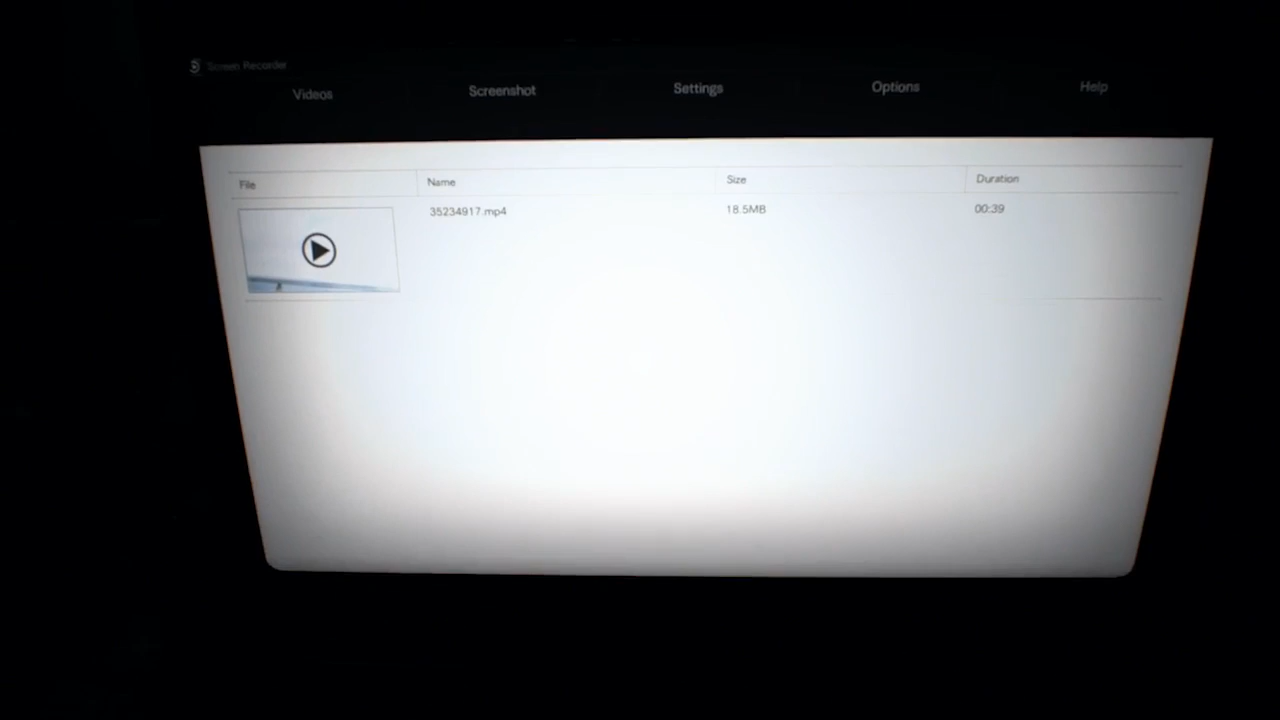 Screen Recorder
Videos Screenshot Settings Options Help
File Name Size Duration
35234917.mp4 18.5MB 00:39